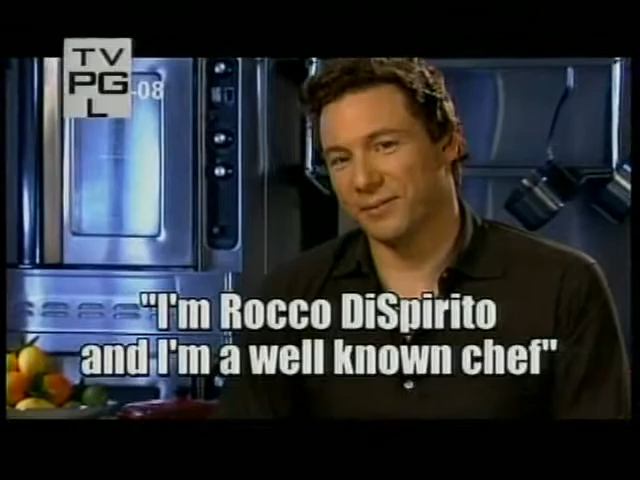 TV
PG
L
-08
"I'm Rocco DiSpirito
and I'm a well known chef"